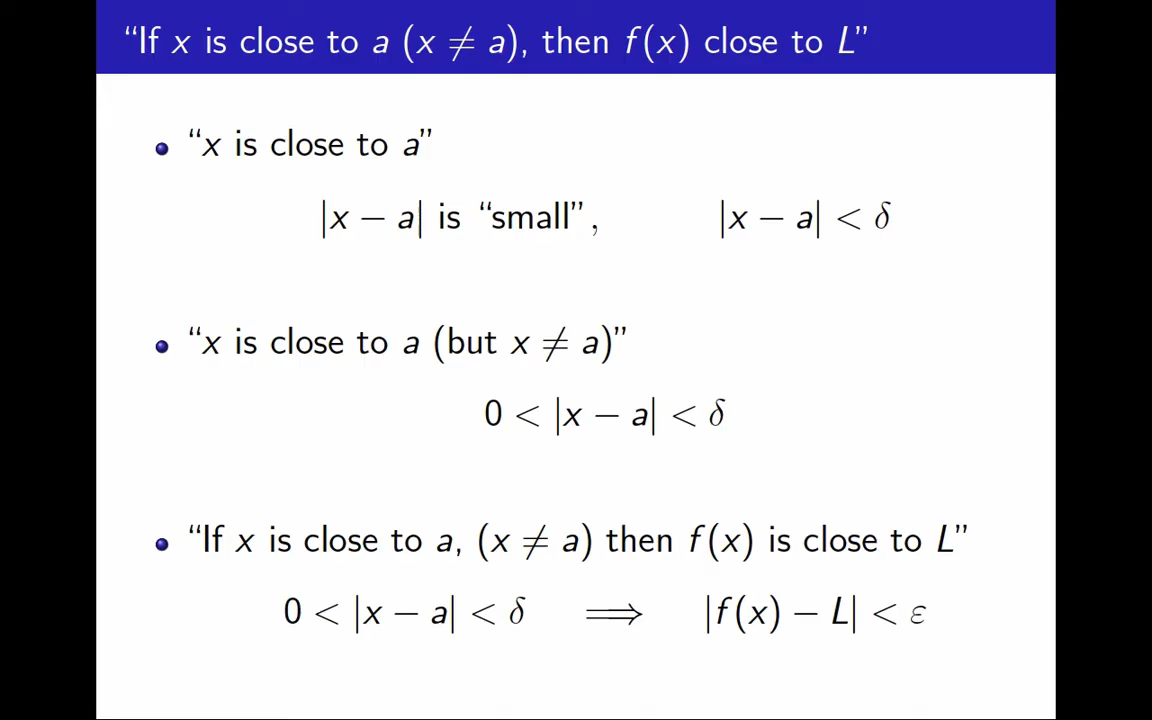 “If x is close to a (x ≠ a), then f(x) close to L”
“x is close to a”
|x − a| is “small”, |x − a| < δ
“x is close to a (but x ≠ a)”
0 < |x − a| < δ
“If x is close to a, (x ≠ a) then f(x) is close to L”
0 < |x − a| < δ ⟹ |f(x) − L| < ε